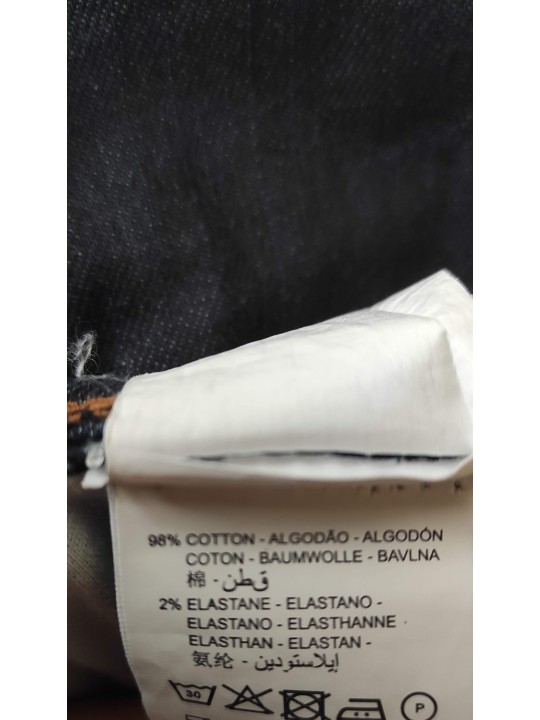 98% COTTON - ALGODÃO - ALGODÓN
COTON - BAUMWOLLE - BAVLNA
棉 - قطن
2% ELASTANE - ELASTANO -
ELASTANO - ELASTHANNE
ELASTHAN - ELASTAN -
氨纶 - إيلاستودين
30
P